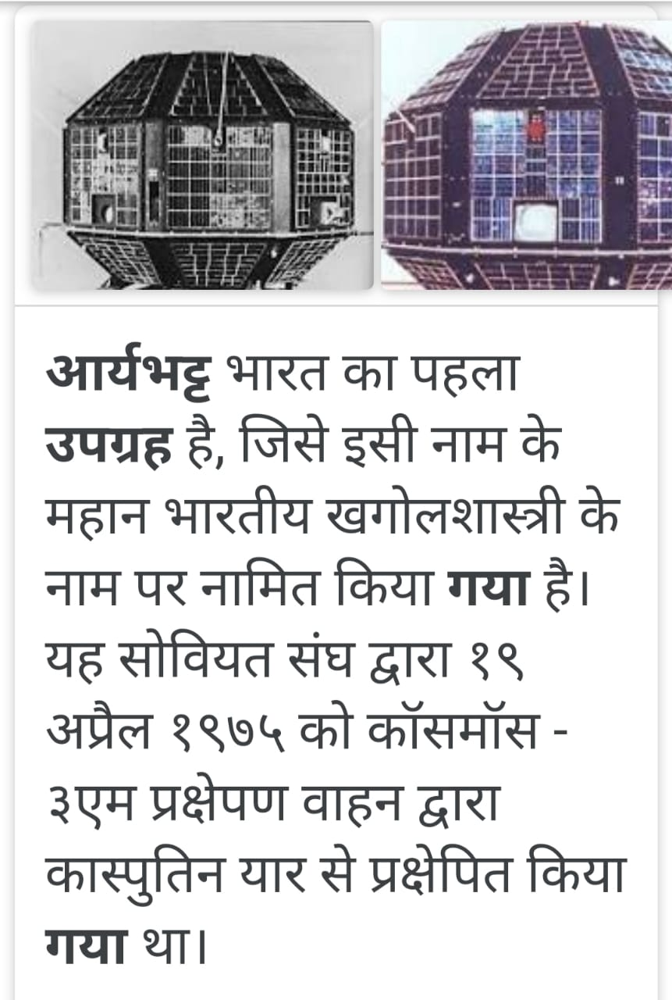 आर्यभट्ट भारत का पहला
उपग्रह है, जिसे इसी नाम के
महान भारतीय खगोलशास्त्री के
नाम पर नामित किया गया है।
यह सोवियत संघ द्वारा १९
अप्रैल १९७५ को कॉसमॉस -
३एम प्रक्षेपण वाहन द्वारा
कास्पुतिन यार से प्रक्षेपित किया
गया था।